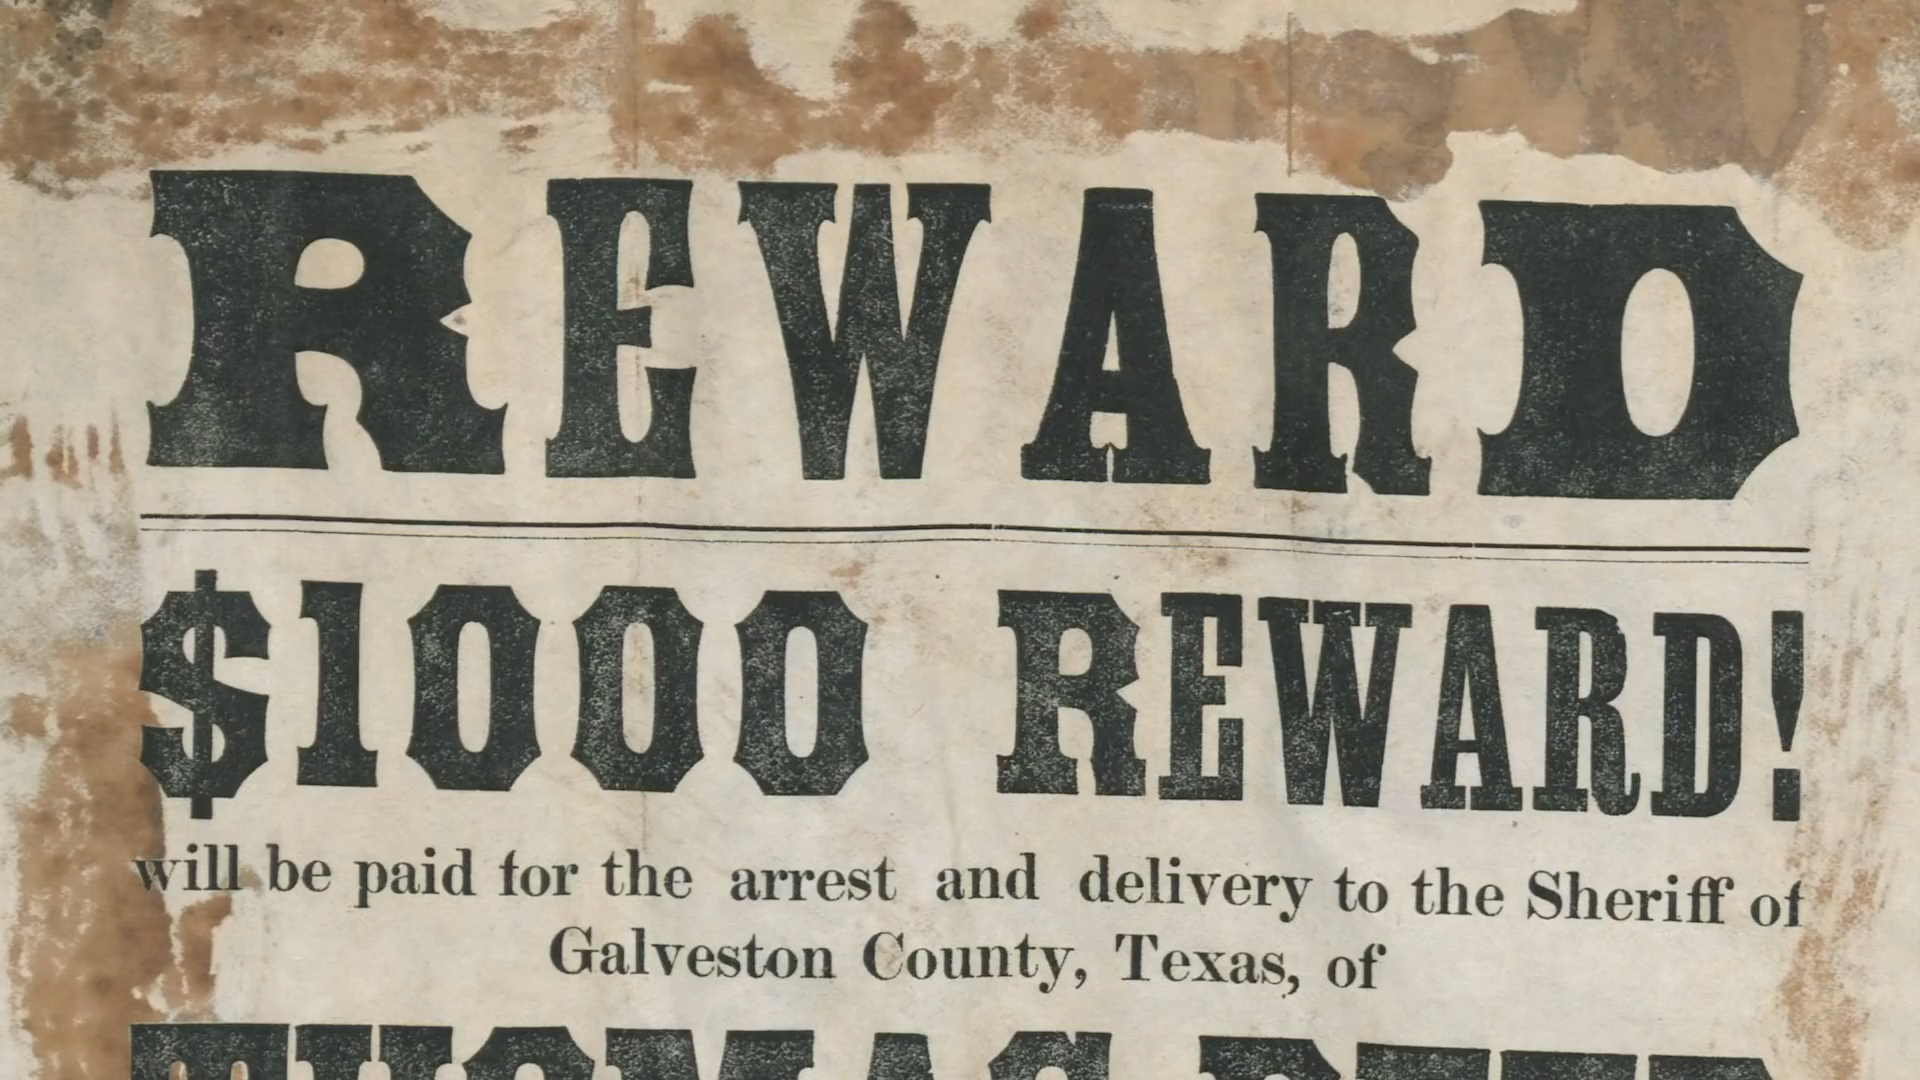 REWARD
$1000 REWARD!
will be paid for the arrest and delivery to the Sheriff of
Galveston County, Texas, of
THOMAS